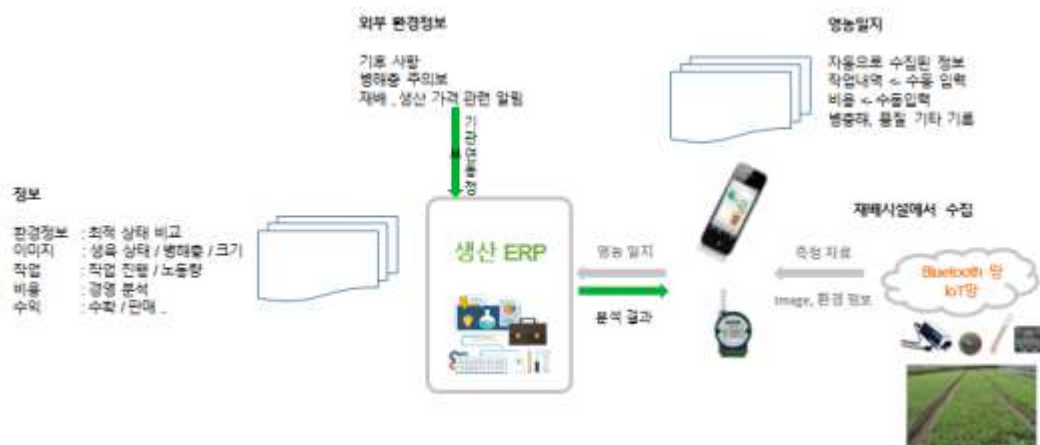 외부 환경정보
기후 사항
병해충 주의보
재배, 생산 가격 관련 알림
영농일지
자동으로 수집된 정보
작업내역 <- 수동 입력
비용 <- 수동입력
병충해, 품질 기타 기록
정보
환경정보 : 최적 상태 비교
이미지 : 생육 상태 / 병해충 / 크기
작업 : 작업 진행 / 노동량
비용 : 경영 분석
수익 : 수확 / 판매 ..
생산 ERP
영농 일지
분석 결과
재배시설에서 수집
측정 자료
Image, 환경 정보
Bluetooth 망
IoT망